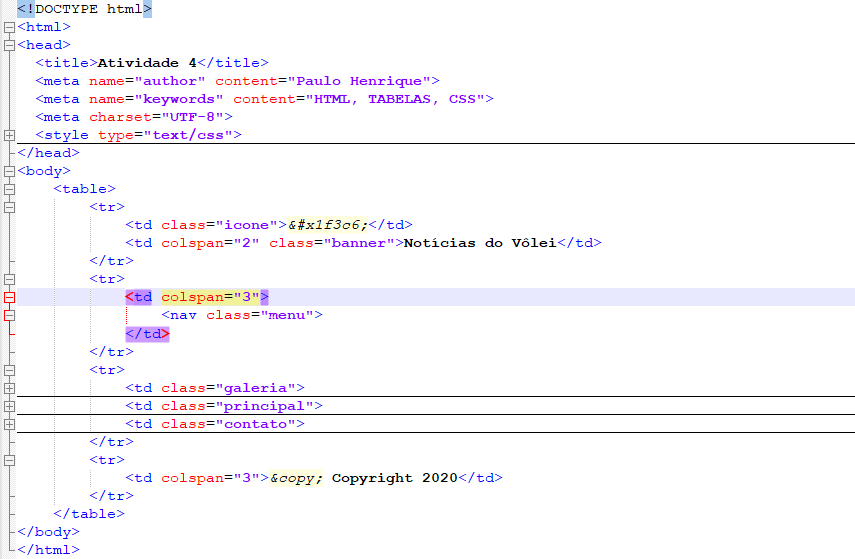 <!DOCTYPE html>
<html>
<head>
<title>Atividade 4</title>
<meta name="author" content="Paulo Henrique">
<meta name="keywords" content="HTML, TABELAS, CSS">
<meta charset="UTF-8">
<style type="text/css">
</head>
<body>
<table>
<tr>
<td class="icone">&#x1f3c6;</td>
<td colspan="2" class="banner">Notícias do Vôlei</td>
</tr>
<tr>
<td colspan="3">
<nav class="menu">
</td>
</tr>
<tr>
<td class="galeria">
<td class="principal">
<td class="contato">
</tr>
<tr>
<td colspan="3">&copy; Copyright 2020</td>
</tr>
</table>
</body>
</html>